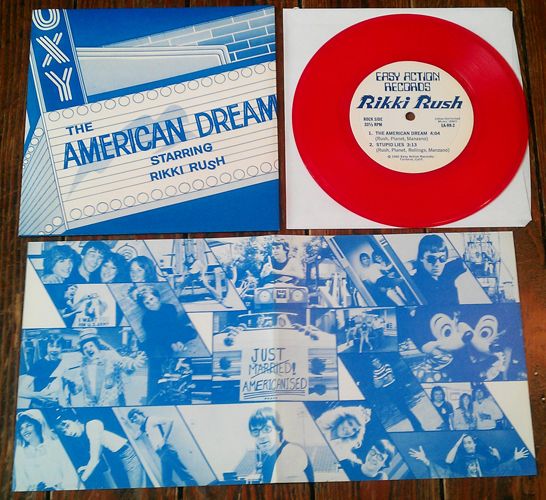 OXY
THE
AMERICAN DREAM
STARRING
RIKKI RUSH
EASY ACTION
RECORDS
Rikki Rush
ROCK SIDE
33⅓ RPM
LA-RR-2
1. THE AMERICAN DREAM 4:04
(Rush, Planet, Manzano)
2. STUPID LIES 3:13
(Rush, Planet, Rollings, Manzano)
JUST
MARRIED!
AMERICANISED